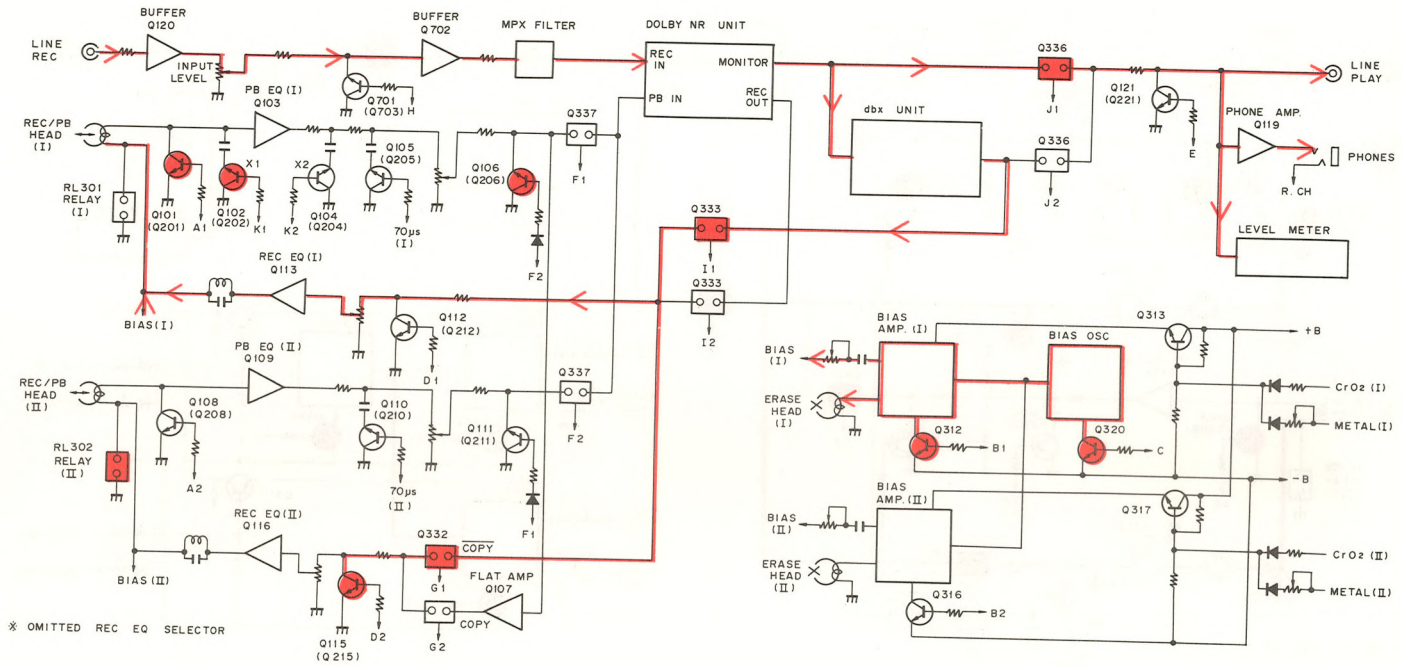 LINE REC
BUFFER Q120
INPUT LEVEL
BUFFER Q702
MPX FILTER
DOLBY NR UNIT
REC IN
MONITOR
PB IN
REC OUT
Q701 (Q703)
H
Q336
J1
LINE PLAY
Q121 (Q221)
E
PHONE AMP. Q119
PHONES
R. CH
LEVEL METER
dbx UNIT
Q336
J2
REC/PB HEAD (I)
PB EQ (I) Q103
RL301 RELAY (I)
Q101 (Q201)
A1
X1
Q102 (Q202)
K1
X2
K2
Q104 (Q204)
Q105 (Q205)
70µs (I)
Q106 (Q206)
F2
Q337
F1
Q333
I1
Q333
I2
REC EQ(I) Q113
BIAS(I)
Q112 (Q212)
D1
PB EQ (II) Q109
REC/PB HEAD (II)
RL302 RELAY (II)
Q108 (Q208)
A2
Q110 (Q210)
70µs (II)
Q111 (Q211)
F1
Q337
F2
REC EQ(II) Q116
BIAS(II)
Q332
COPY
G1
FLAT AMP Q107
COPY
G2
Q115 (Q215)
D2
BIAS AMP. (I)
BIAS OSC
Q313
+B
BIAS (I)
ERASE HEAD (I)
Q312
B1
Q320
C
CrO2 (I)
METAL(I)
-B
BIAS AMP. (II)
Q317
BIAS (II)
ERASE HEAD (II)
Q316
B2
CrO2 (II)
METAL(II)
※ OMITTED REC EQ SELECTOR